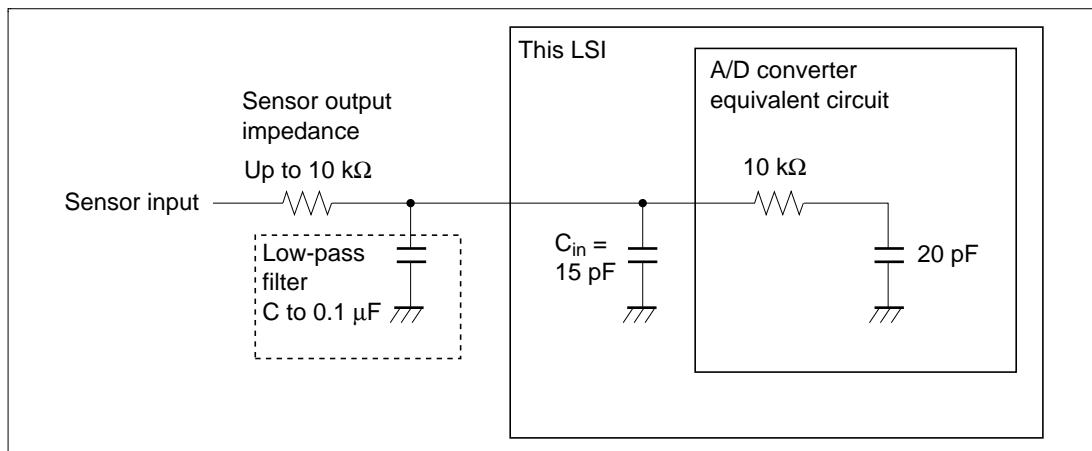 This LSI
A/D converter
equivalent circuit
Sensor output
impedance
Up to 10 kΩ
10 kΩ
Sensor input
Low-pass
filter
C to 0.1 μF
Cin =
15 pF
20 pF